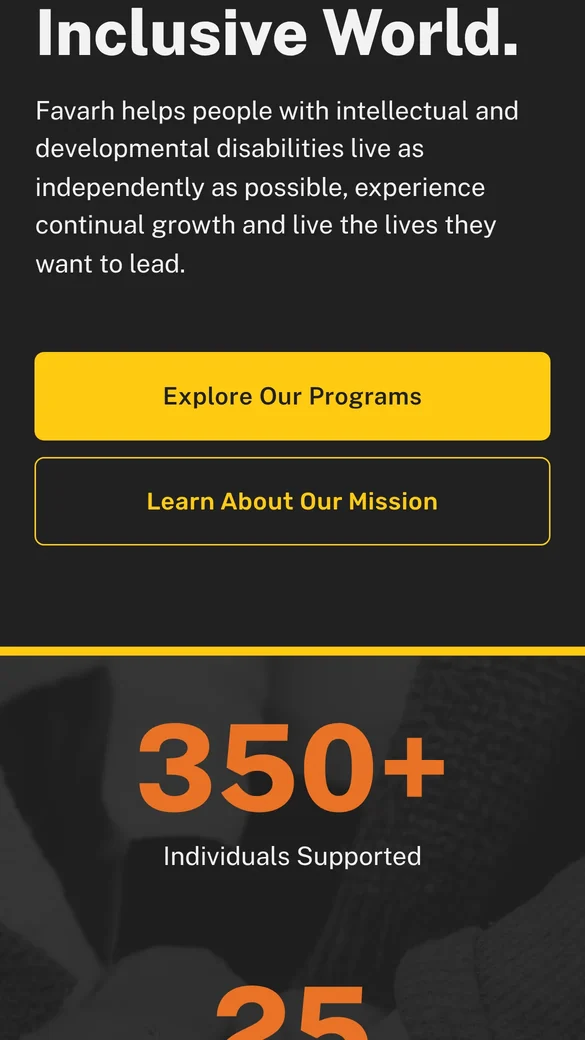 Inclusive World.
Favarh helps people with intellectual and
developmental disabilities live as
independently as possible, experience
continual growth and live the lives they
want to lead.
Explore Our Programs
Learn About Our Mission
350+
Individuals Supported
25